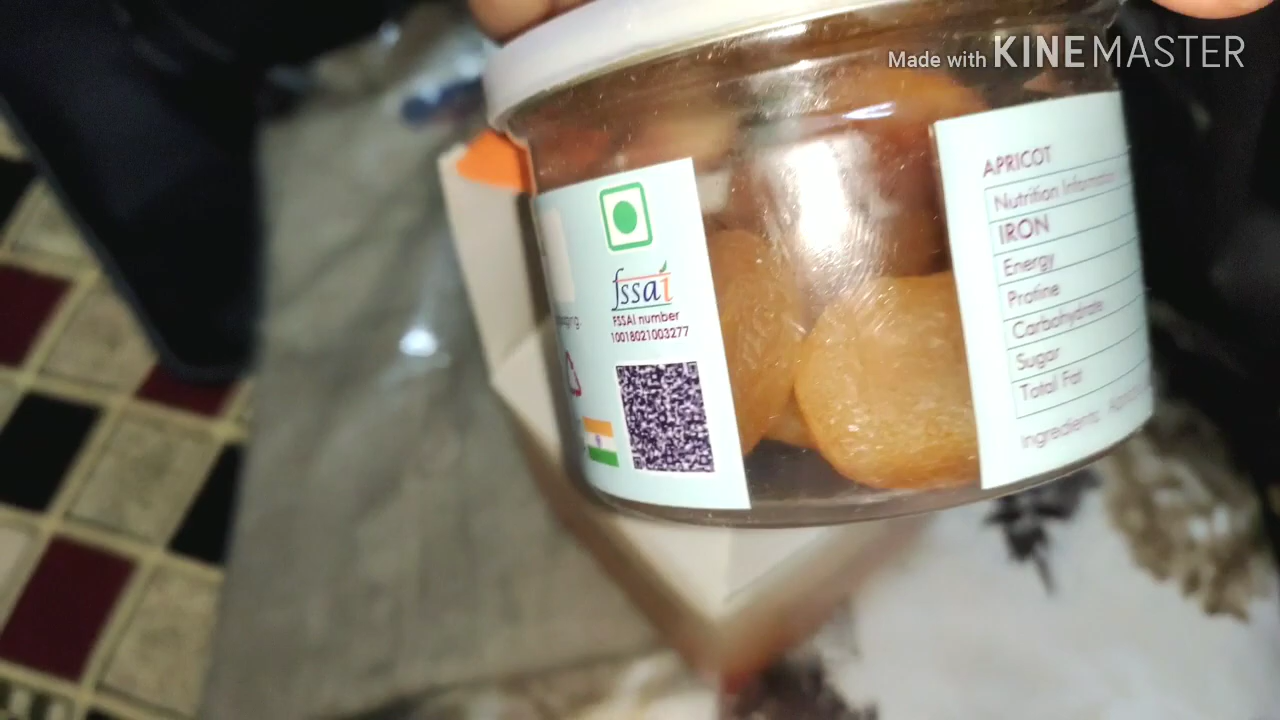 Made with KINEMASTER
fssai
FSSAI number
10018021003277
APRICOT
Nutrition Information
IRON
Energy
Protine
Carbohydrate
Sugar
Total Fat
Ingredients: